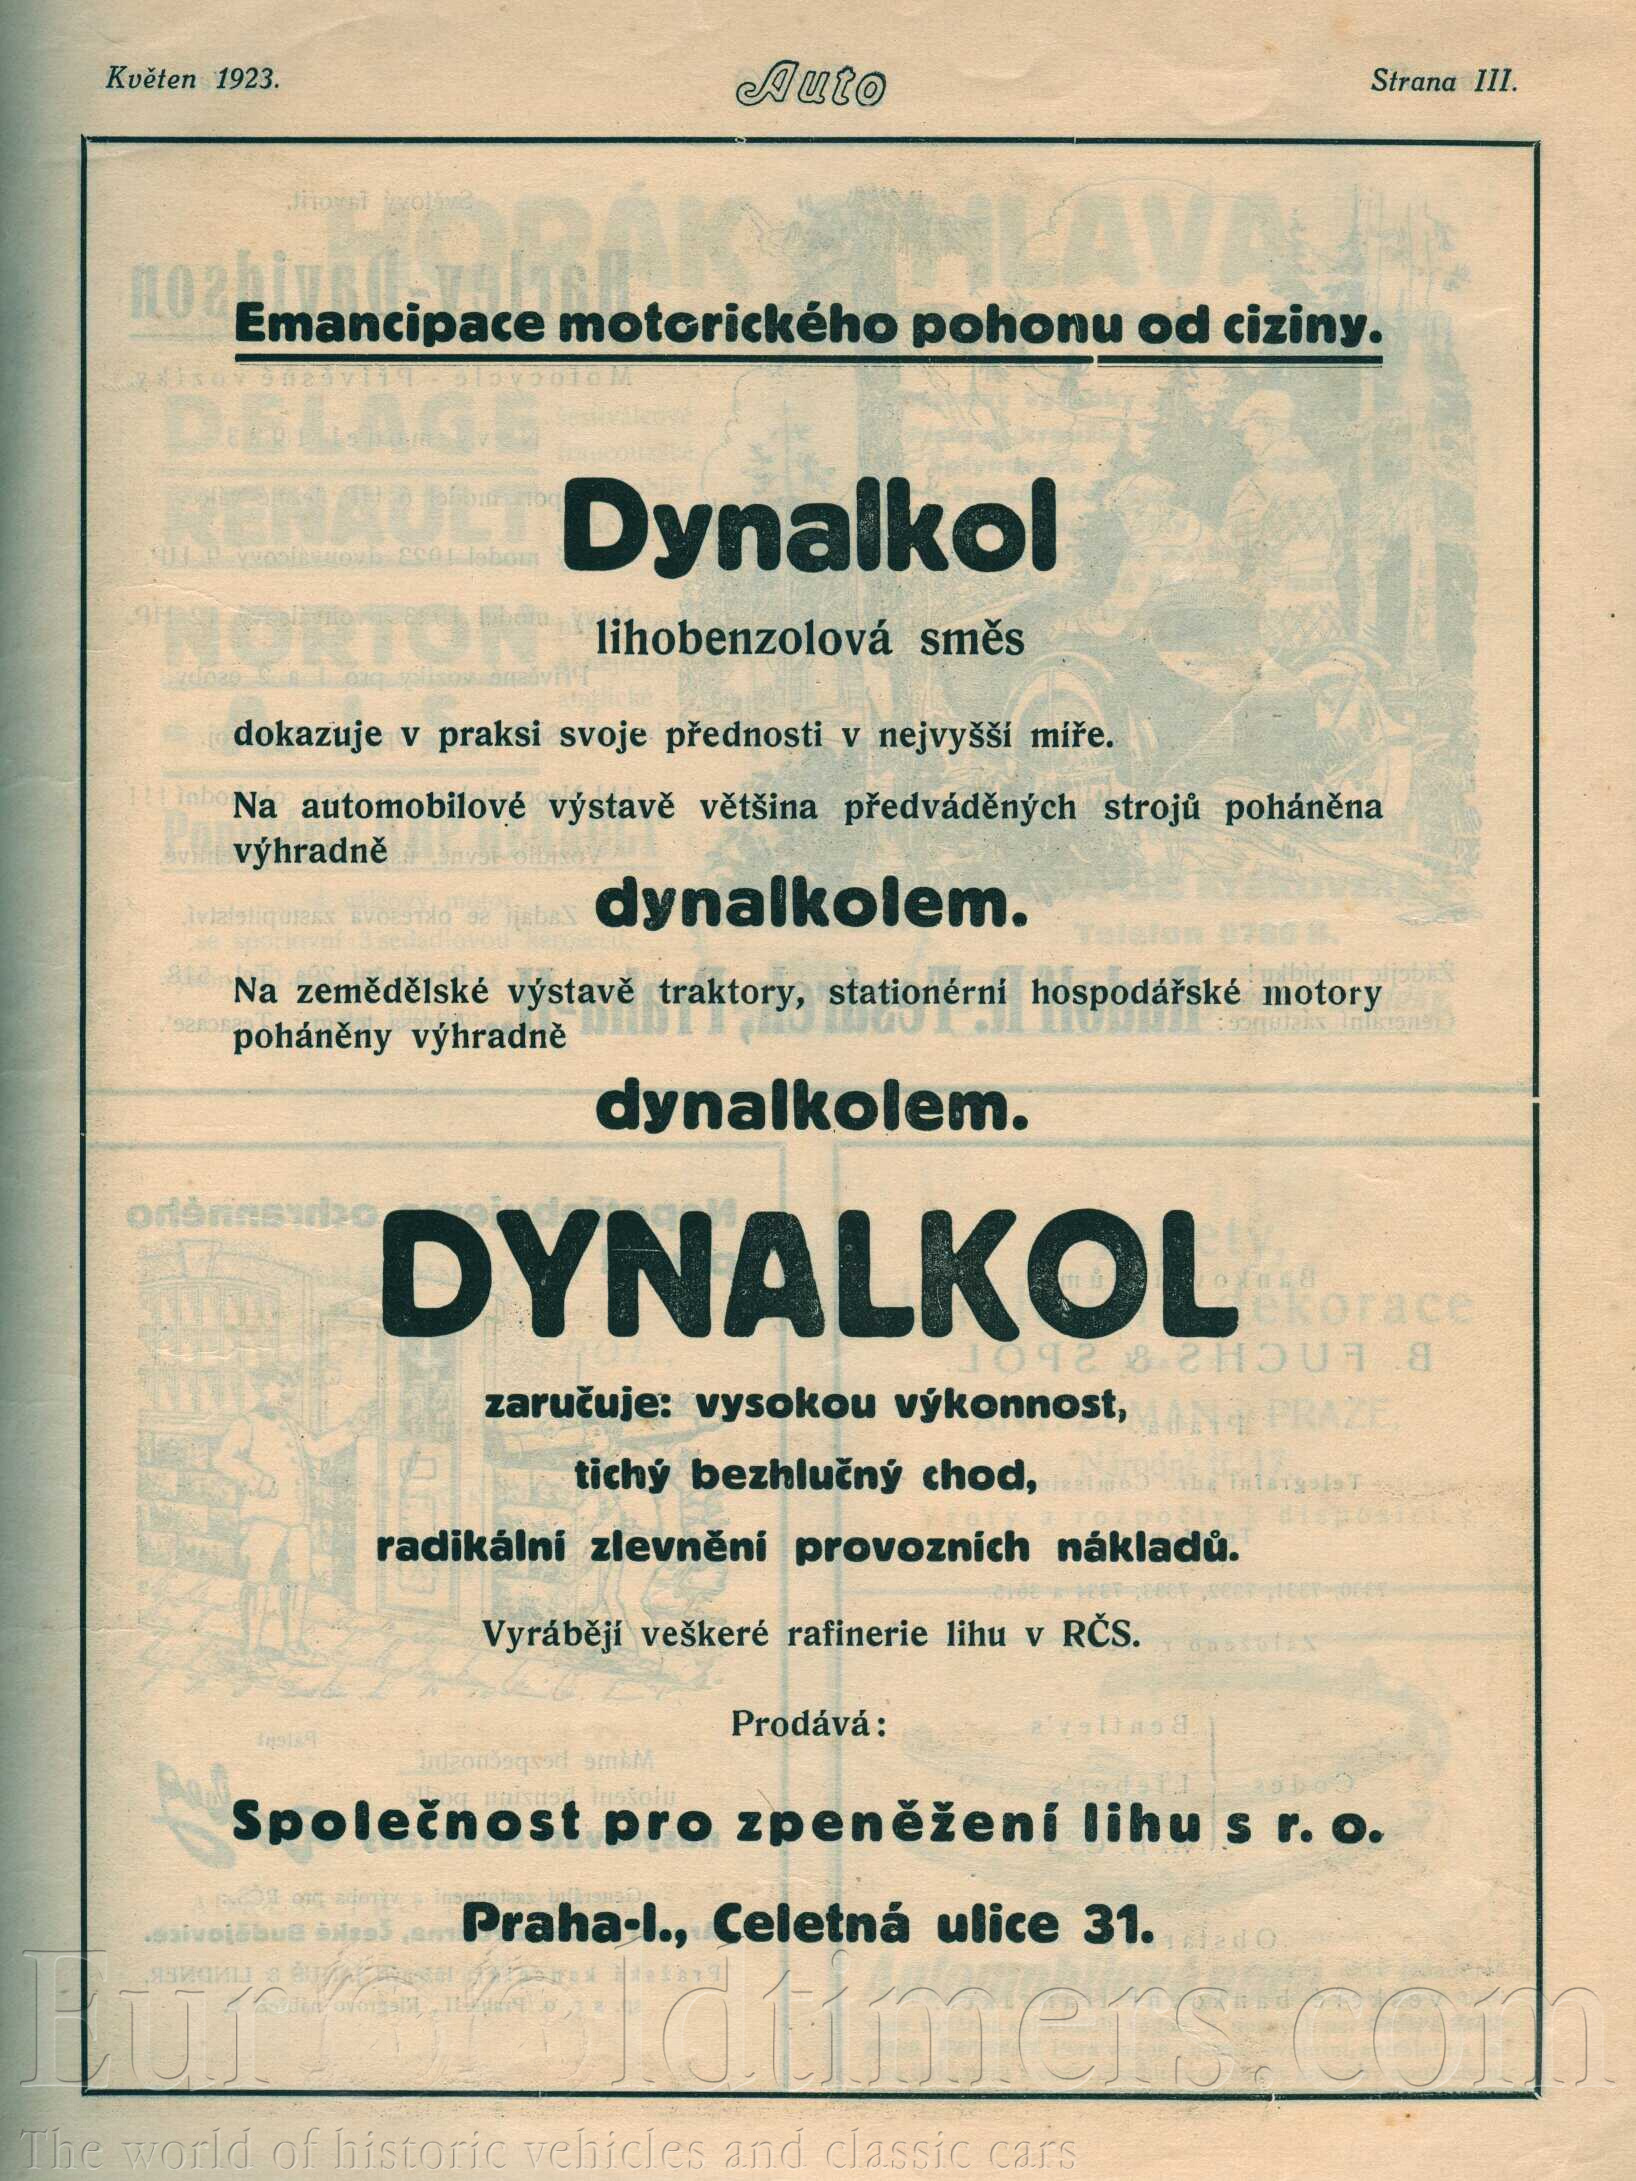 Květen 1923.
Auto
Strana III.
Emancipace motorického pohonu od ciziny.
Dynalkol
lihobenzolová směs
dokazuje v praksi svoje přednosti v nejvyšší míře.
Na automobilové výstavě většina předváděných strojů poháněna
výhradně
dynalkolem.
Na zemědělské výstavě traktory, stationérní hospodářské motory
poháněny výhradně
dynalkolem.
DYNALKOL
zaručuje: vysokou výkonnost,
tichý bezhlučný chod,
radikální zlevnění provozních nákladů.
Vyrábějí veškeré rafinerie lihu v RČS.
Prodává:
Společnost pro zpeněžení lihu s r. o.
Praha-I., Celetná ulice 31.
EuroOldtimers.com
The world of historic vehicles and classic cars